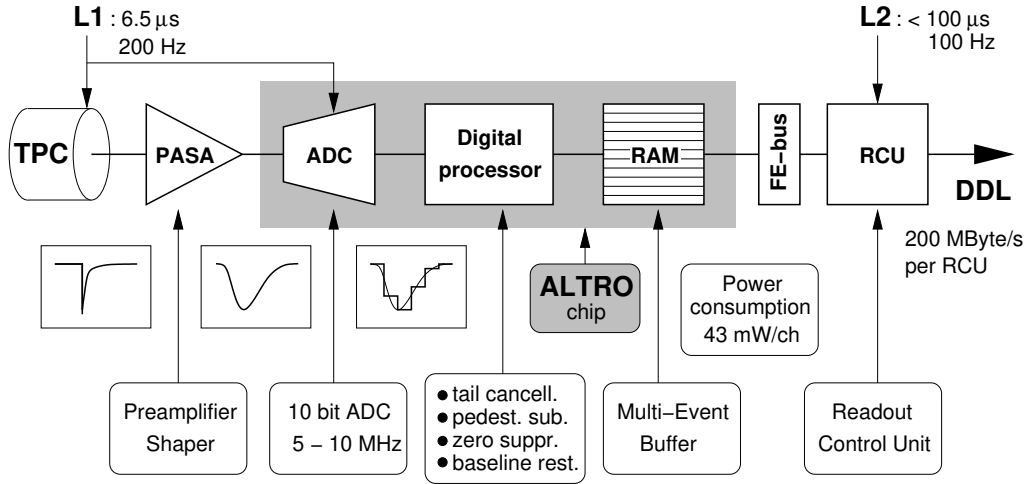 L1 : 6.5 µs
200 Hz
L2 : < 100 µs
100 Hz
TPC
PASA
ADC
Digital
processor
RAM
FE−bus
RCU
DDL
200 MByte/s
per RCU
ALTRO
chip
Power
consumption
43 mW/ch
Preamplifier
Shaper
10 bit ADC
5 − 10 MHz
● tail cancell.
● pedest. sub.
● zero suppr.
● baseline rest.
Multi−Event
Buffer
Readout
Control Unit